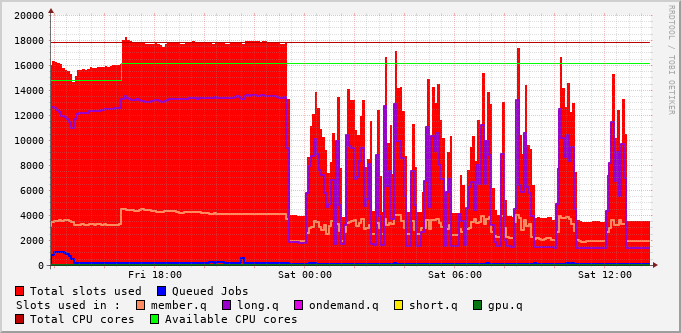 20000
18000
16000
14000
12000
10000
8000
6000
4000
2000
0
Fri 18:00 Sat 00:00 Sat 06:00 Sat 12:00
RRDTOOL / TOBI OETIKER
Total slots used Queued Jobs
Slots used in : member.q long.q ondemand.q short.q gpu.q
Total CPU cores Available CPU cores